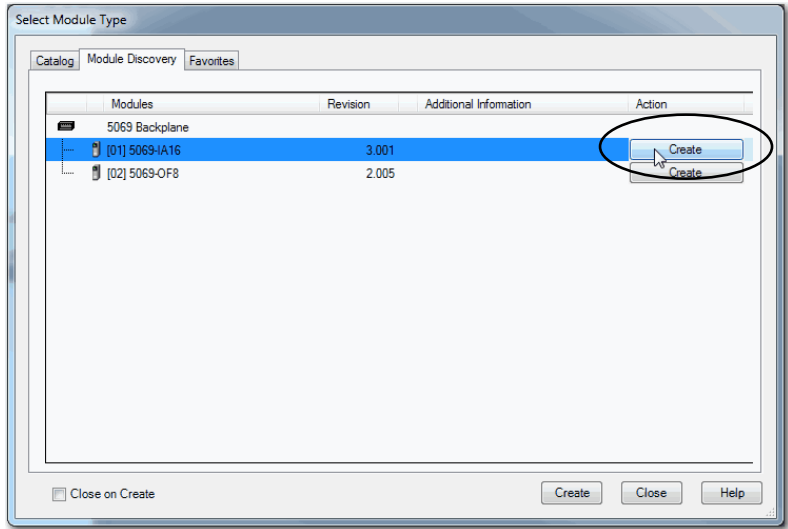 Select Module Type
Catalog Module Discovery Favorites
Modules Revision Additional Information Action
5069 Backplane
[01] 5069-IA16 3.001 Create
[02] 5069-OF8 2.005 Create
Close on Create Create Close Help